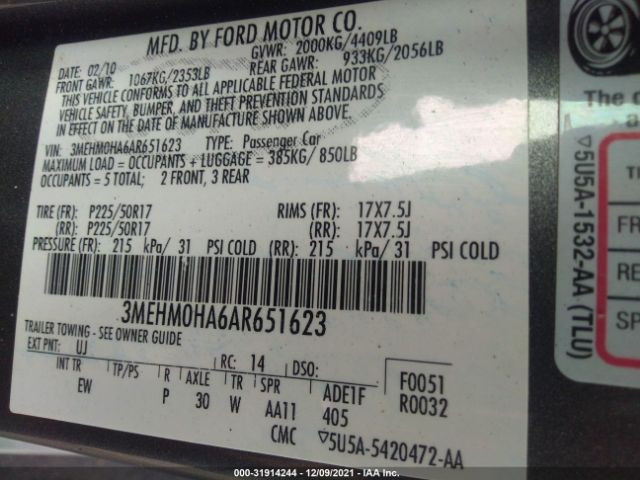 MFD. BY FORD MOTOR CO.
DATE: 02/10 GVWR: 2000KG/4409LB
FRONT GAWR: 1067KG/2353LB REAR GAWR: 933KG/2056LB
THIS VEHICLE CONFORMS TO ALL APPLICABLE FEDERAL MOTOR
VEHICLE SAFETY, BUMPER, AND THEFT PREVENTION STANDARDS
IN EFFECT ON THE DATE OF MANUFACTURE SHOWN ABOVE.
VIN: 3MEHM0HA6AR651623 TYPE: Passenger Car
MAXIMUM LOAD = OCCUPANTS + LUGGAGE = 385KG/ 850LB
OCCUPANTS = 5 TOTAL; 2 FRONT, 3 REAR
TIRE (FR): P225/50R17 RIMS (FR): 17X7.5J
(RR): P225/50R17 (RR): 17X7.5J
PRESSURE (FR): 215 kPa/ 31 PSI COLD (RR): 215 kPa/ 31 PSI COLD
3MEHM0HA6AR651623
TRAILER TOWING - SEE OWNER GUIDE
EXT PNT: UJ RC: 14 DSO:
INT TR TP/PS R AXLE TR SPR ADE1F F0051
EW P 30 W AA11 405 R0032
CMC ▽5U5A-5420472-AA
The c
a
▽5U5A-1532-AA (TLU)
FR
RE
SP
000-31914244 - 12/09/2021 - IAA Inc.